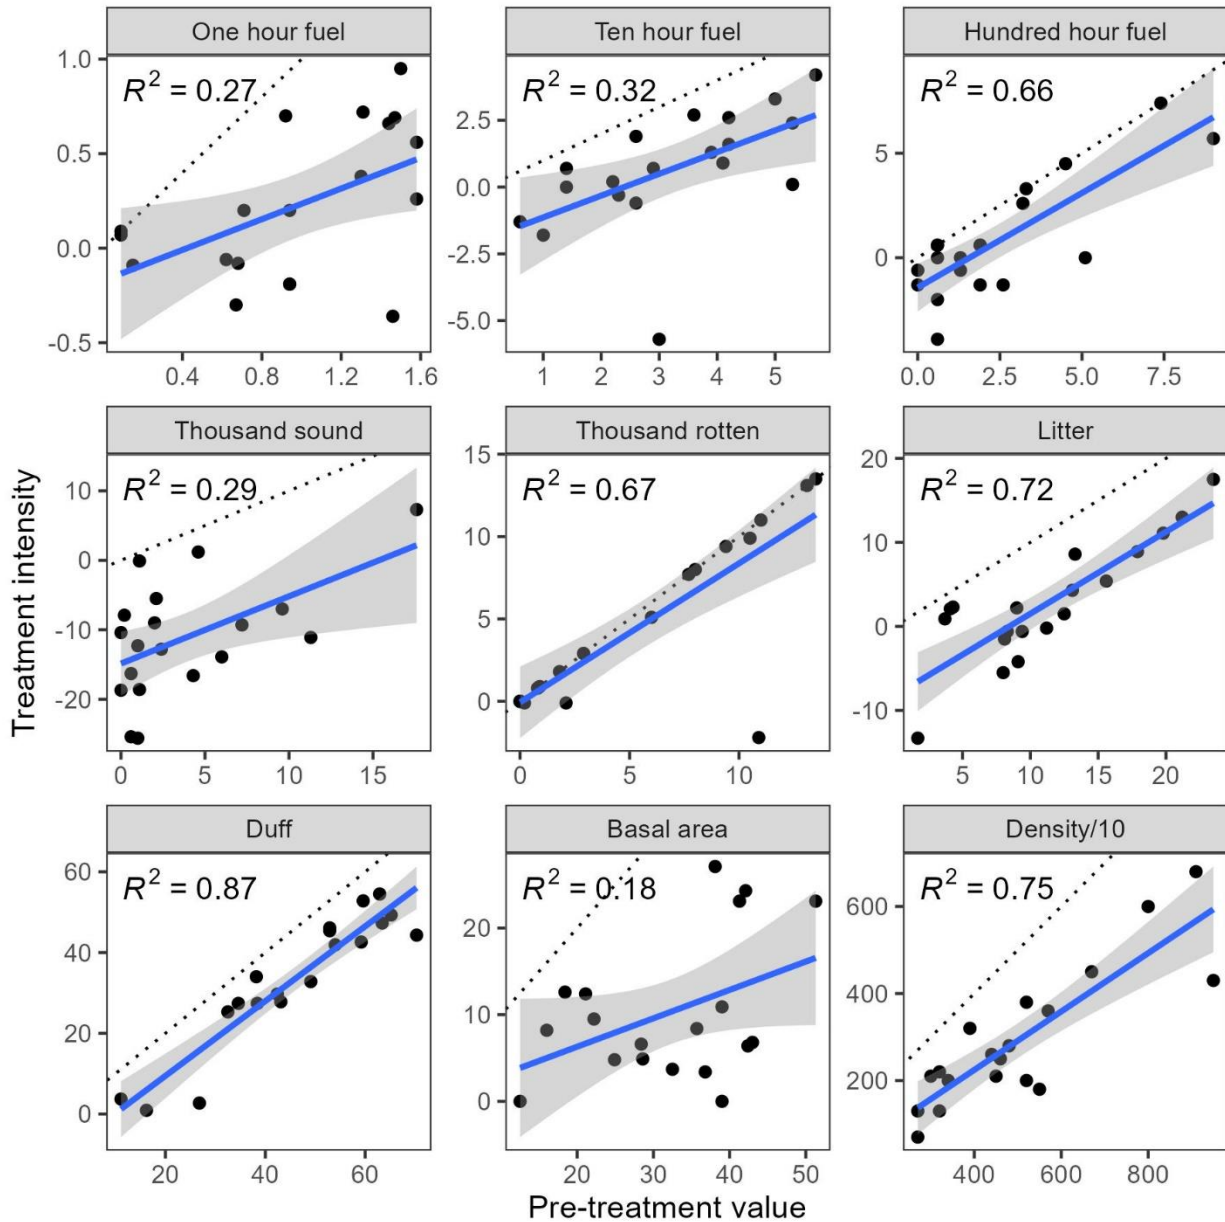 One hour fuel
Ten hour fuel
Hundred hour fuel
R² = 0.27
R² = 0.32
R² = 0.66
1.0
0.5
0.0
-0.5
2.5
0.0
-2.5
-5.0
5
0
0.4 0.8 1.2 1.6
1 2 3 4 5
0.0 2.5 5.0 7.5
Thousand sound
Thousand rotten
Litter
R² = 0.29
R² = 0.67
R² = 0.72
10
0
-10
-20
15
10
5
0
20
10
0
-10
0 5 10 15
0 5 10
5 10 15 20
Treatment intensity
Duff
Basal area
Density/10
R² = 0.87
R² = 0.18
R² = 0.75
60
40
20
0
20
10
0
600
400
200
20 40 60
20 30 40 50
400 600 800
Pre-treatment value